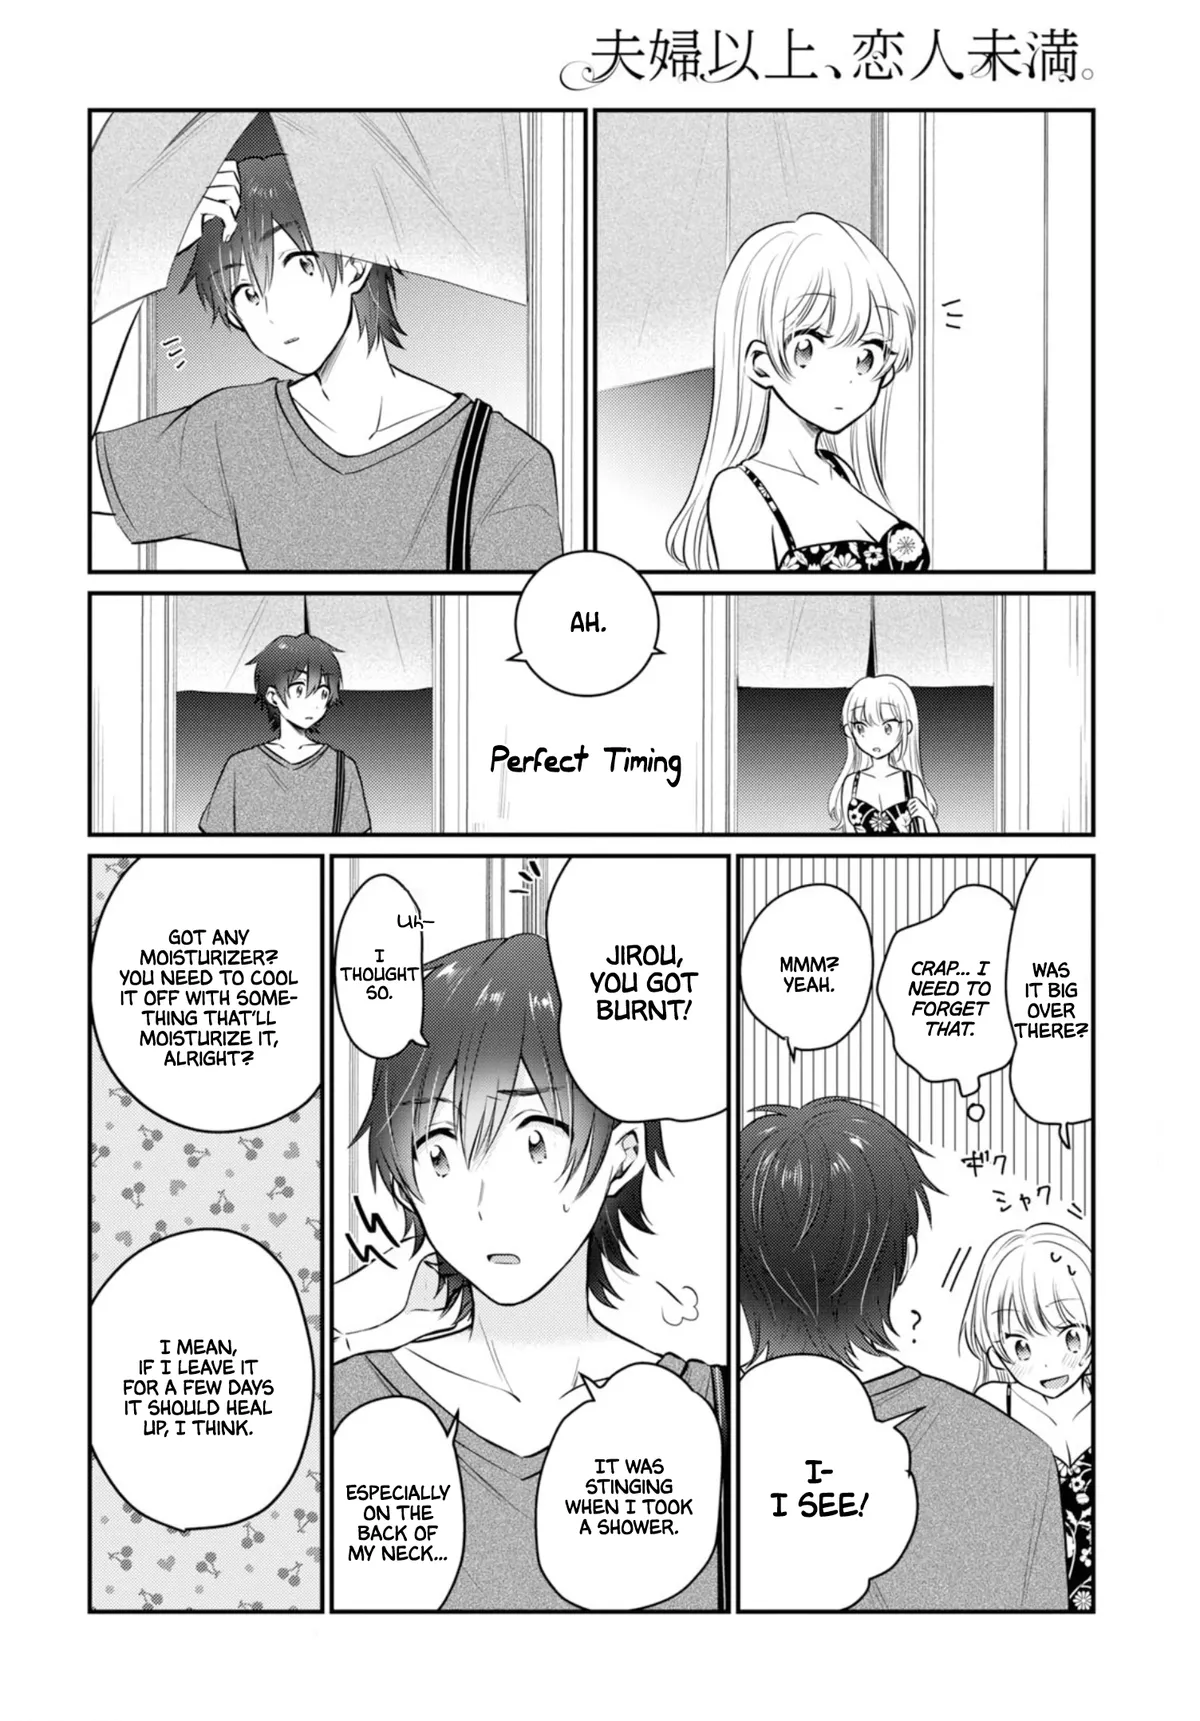 夫婦以上、恋人未満。
AH.
Perfect Timing
WAS
IT BIG
OVER
THERE?
CRAP... I
NEED TO
FORGET
THAT.
MMM?
YEAH.
ギク
シャク
?
I-
I SEE!
JIROU,
YOU GOT
BURNT!
Uh-
I
THOUGHT
SO.
IT WAS
STINGING
WHEN I TOOK
A SHOWER.
ESPECIALLY
ON THE
BACK OF
MY NECK...
GOT ANY
MOISTURIZER?
YOU NEED TO COOL
IT OFF WITH SOME-
THING THAT'LL
MOISTURIZE IT,
ALRIGHT?
I MEAN,
IF I LEAVE IT
FOR A FEW DAYS
IT SHOULD HEAL
UP, I THINK.